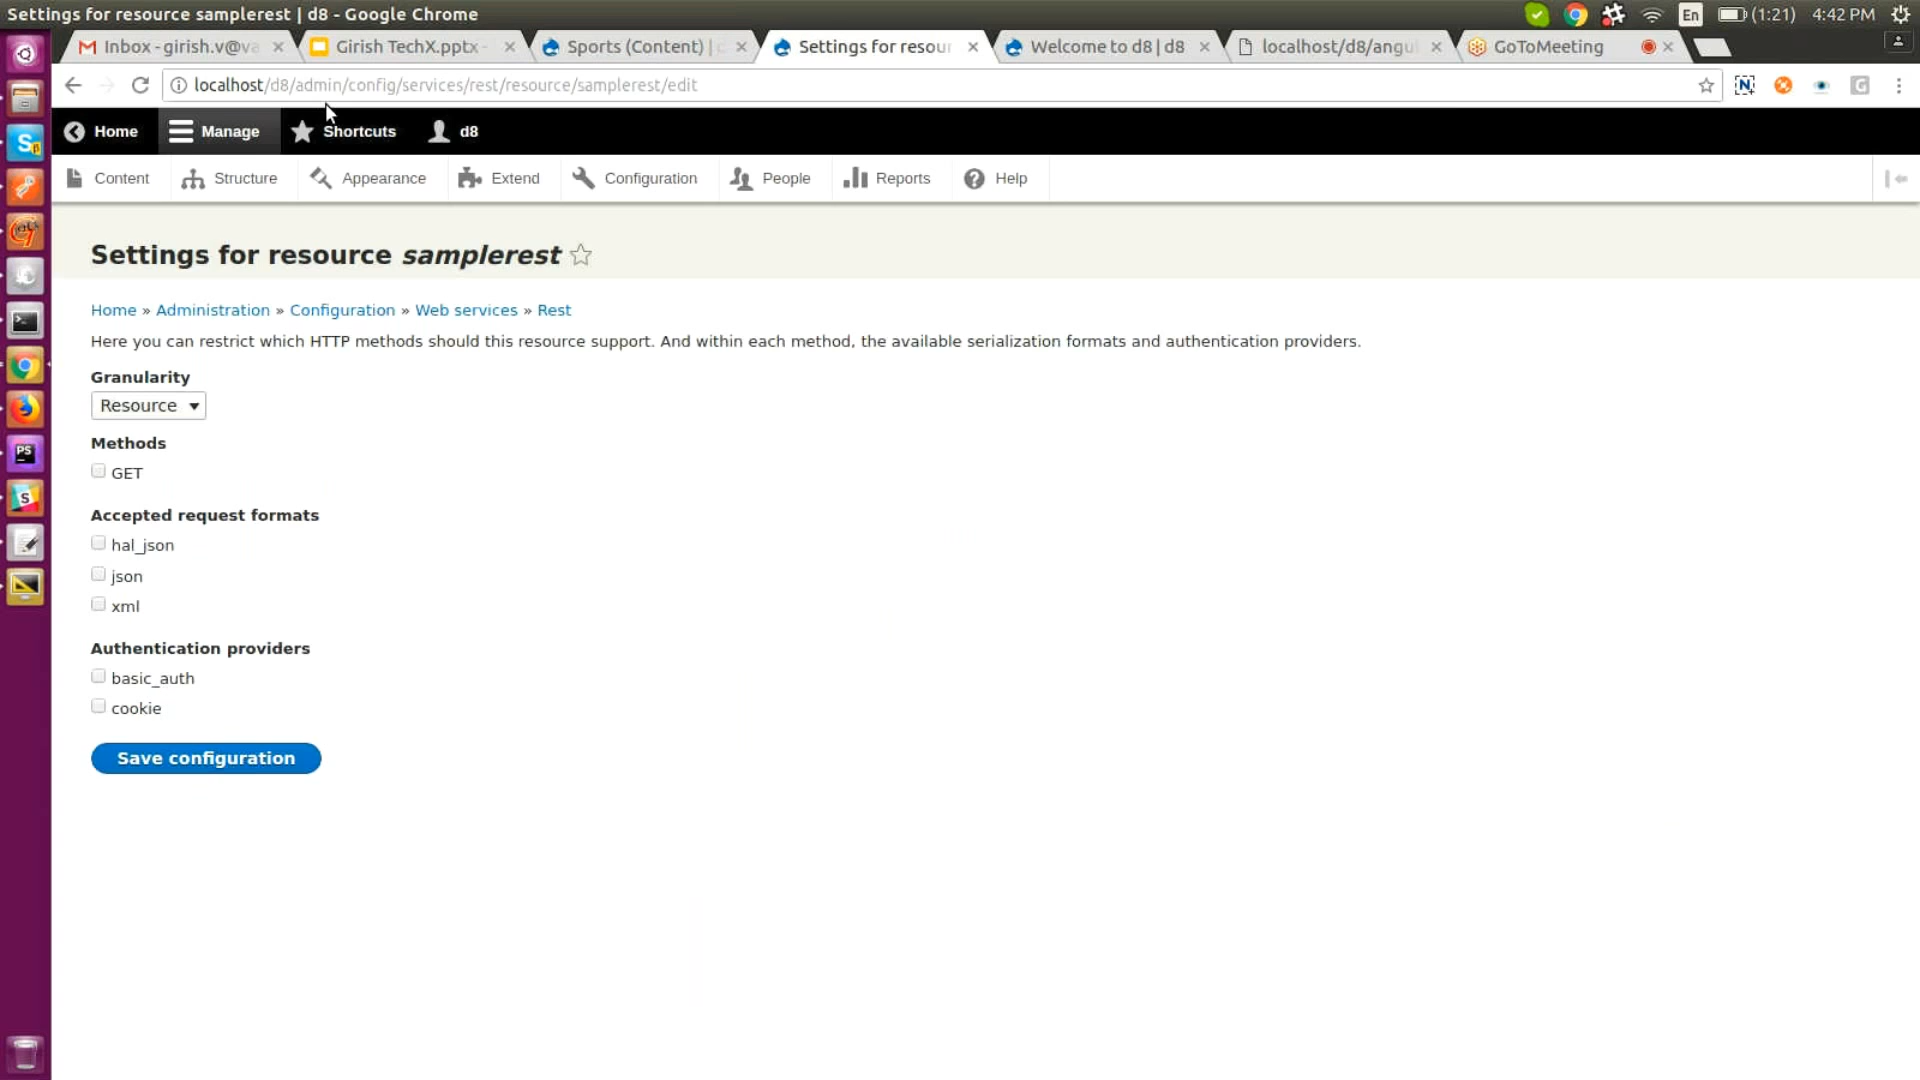 Settings for resource samplerest | d8 - Google Chrome
En
(1:21)
4:42 PM
Inbox - girish.v@va
Girish TechX.pptx -
Sports (Content) |
Settings for resour
Welcome to d8 | d8
localhost/d8/angul
GoToMeeting
localhost/d8/admin/config/services/rest/resource/samplerest/edit
Home
Manage
Shortcuts
d8
Content
Structure
Appearance
Extend
Configuration
People
Reports
Help
Settings for resource samplerest
Home » Administration » Configuration » Web services » Rest
Here you can restrict which HTTP methods should this resource support. And within each method, the available serialization formats and authentication providers.
Granularity
Resource
Methods
GET
Accepted request formats
hal_json
json
xml
Authentication providers
basic_auth
cookie
Save configuration